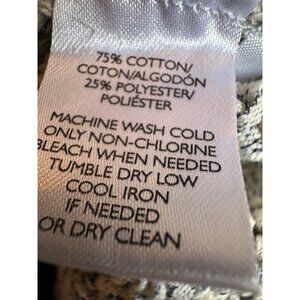 75% COTTON/
COTON/ALGODÓN
25% POLYESTER/
POLIÉSTER
MACHINE WASH COLD
ONLY NON-CHLORINE
BLEACH WHEN NEEDED
TUMBLE DRY LOW
COOL IRON
IF NEEDED
OR DRY CLEAN